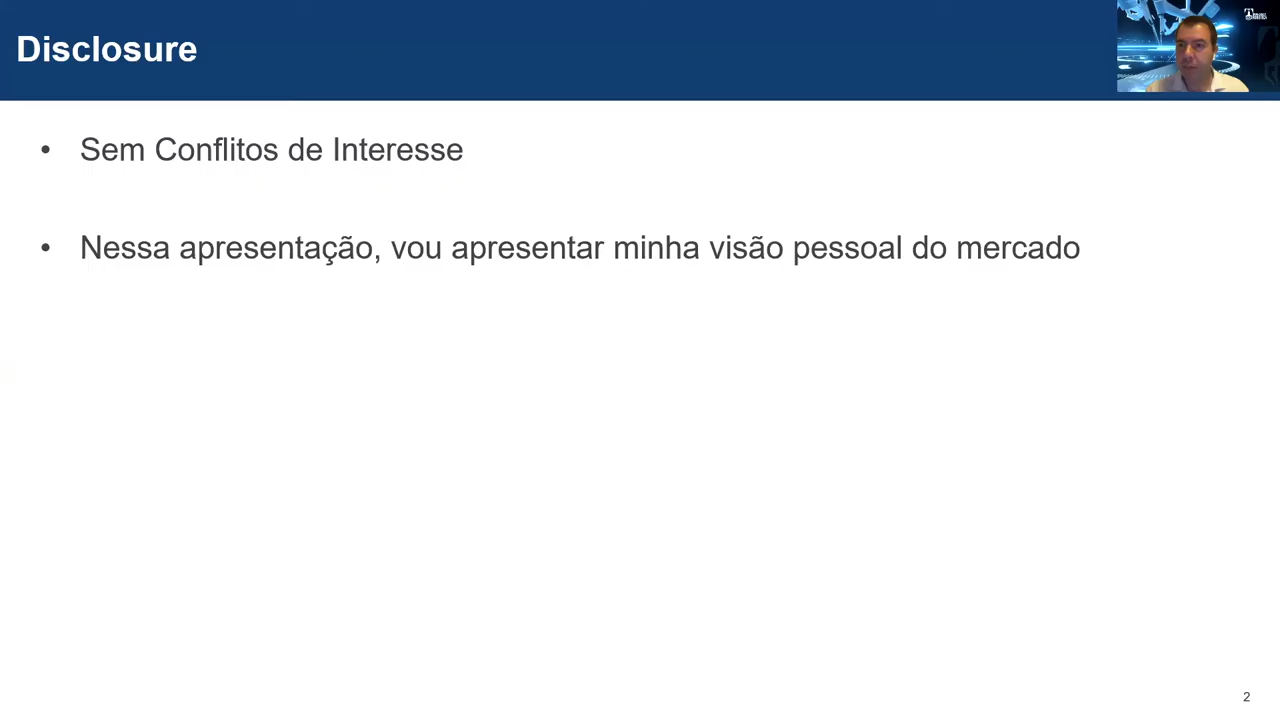 Disclosure
• Sem Conflitos de Interesse
• Nessa apresentação, vou apresentar minha visão pessoal do mercado
2